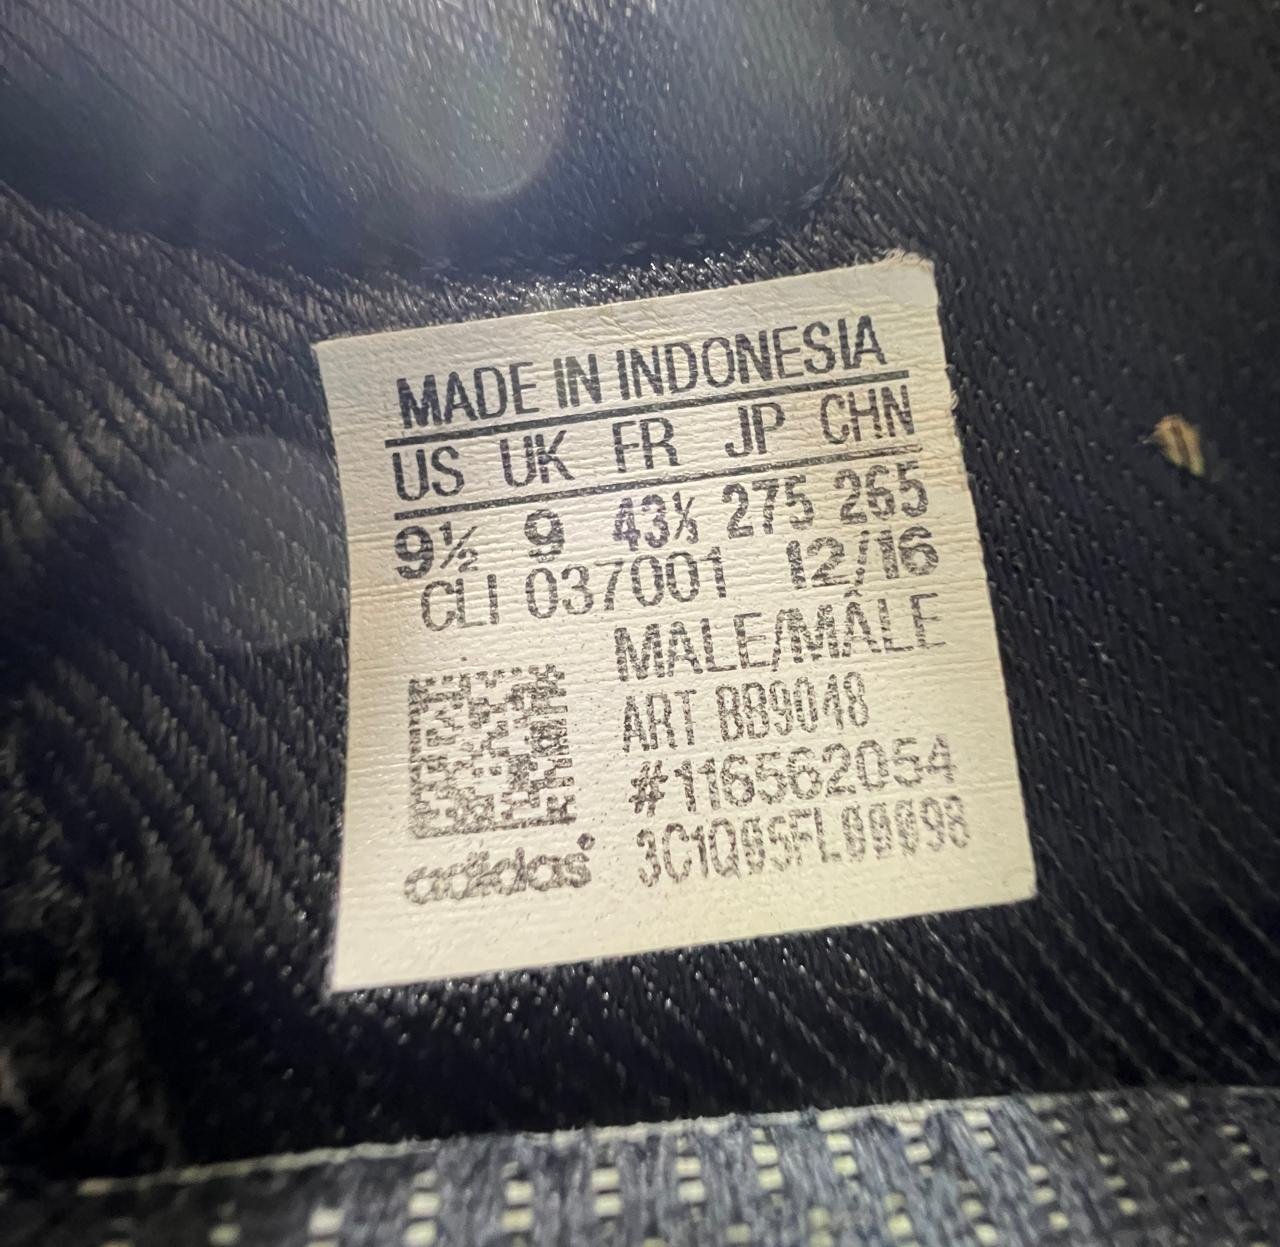 MADE IN INDONESIA
US UK FR JP CHN
9½ 9 43⅓ 275 265
CLI 037001 12/16
MALE/MÂLE
ART BB9048
#116562054
3C1Q05FL00098
adidas